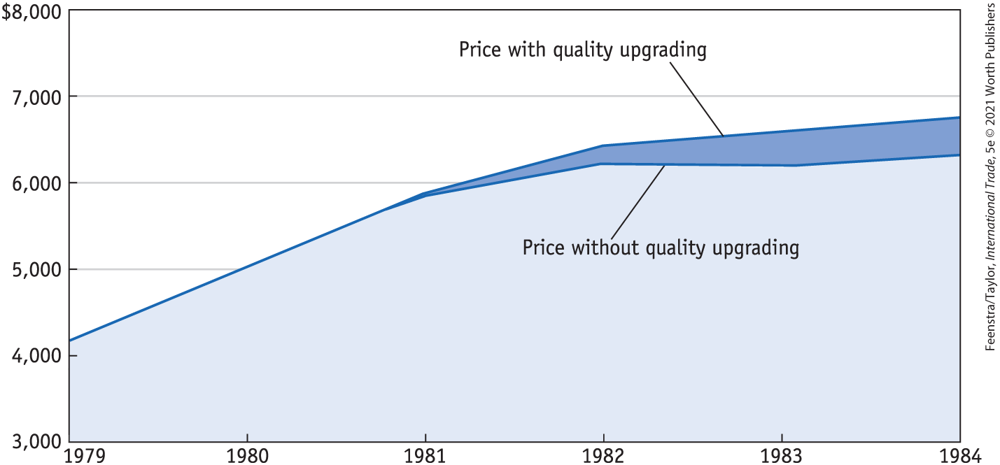 $8,000
Price with quality upgrading
7,000
6,000
Price without quality upgrading
5,000
4,000
3,000
1979 1980 1981 1982 1983 1984
Feenstra/Taylor, International Trade, 5e © 2021 Worth Publishers